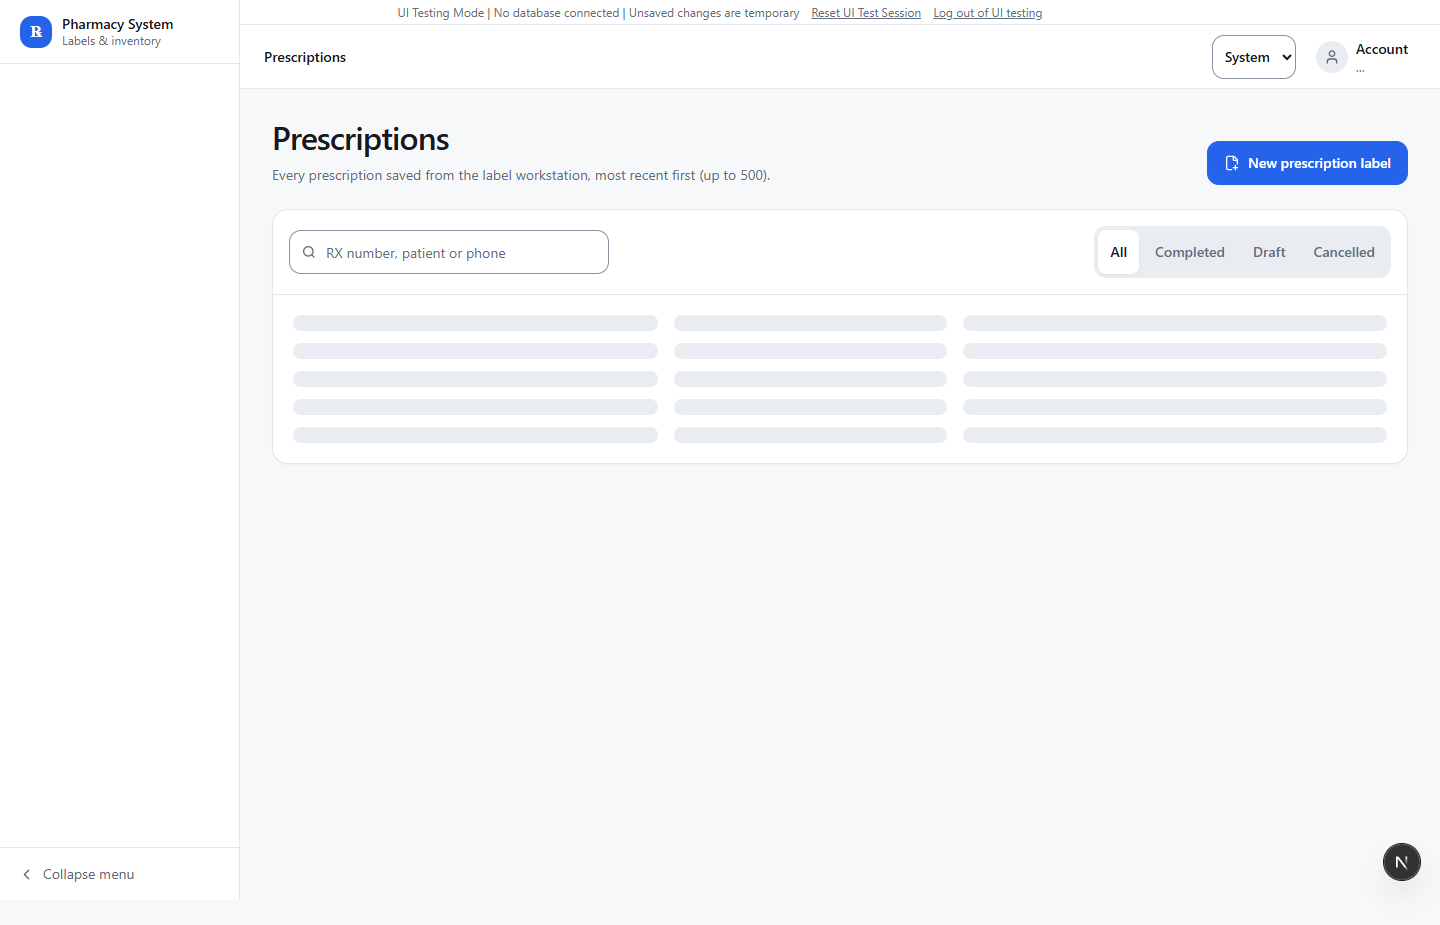 Pharmacy System
Labels & inventory
UI Testing Mode | No database connected | Unsaved changes are temporary Reset UI Test Session Log out of UI testing
Prescriptions
System
Account
...
Prescriptions
Every prescription saved from the label workstation, most recent first (up to 500).
New prescription label
RX number, patient or phone
All Completed Draft Cancelled
Collapse menu